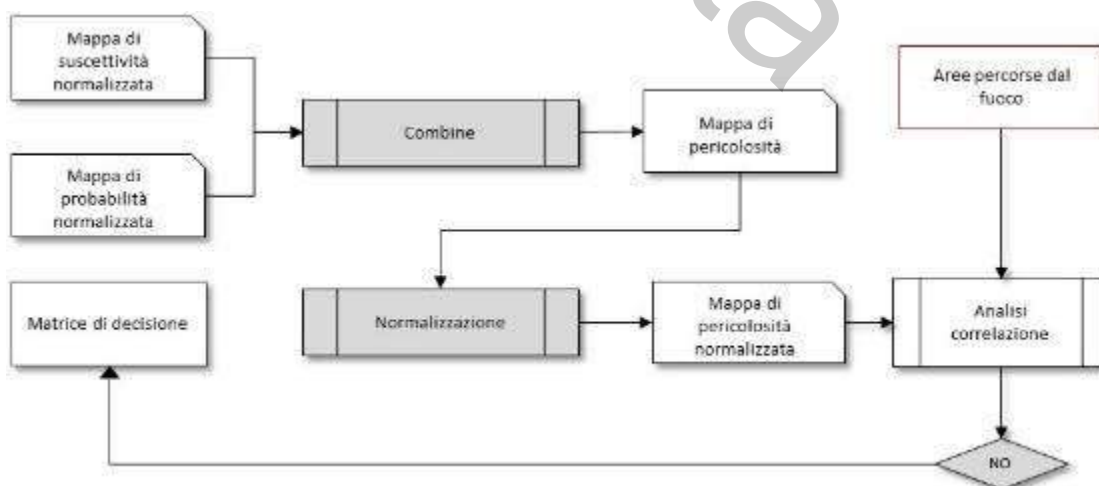 Mappa di
suscettività
normalizzata
Combine
Mappa di
pericolosità
Aree percorse dal
fuoco
Mappa di
probabilità
normalizzata
Matrice di decisione
Normalizzazione
Mappa di
pericolosità
normalizzata
Analisi
correlazione
NO